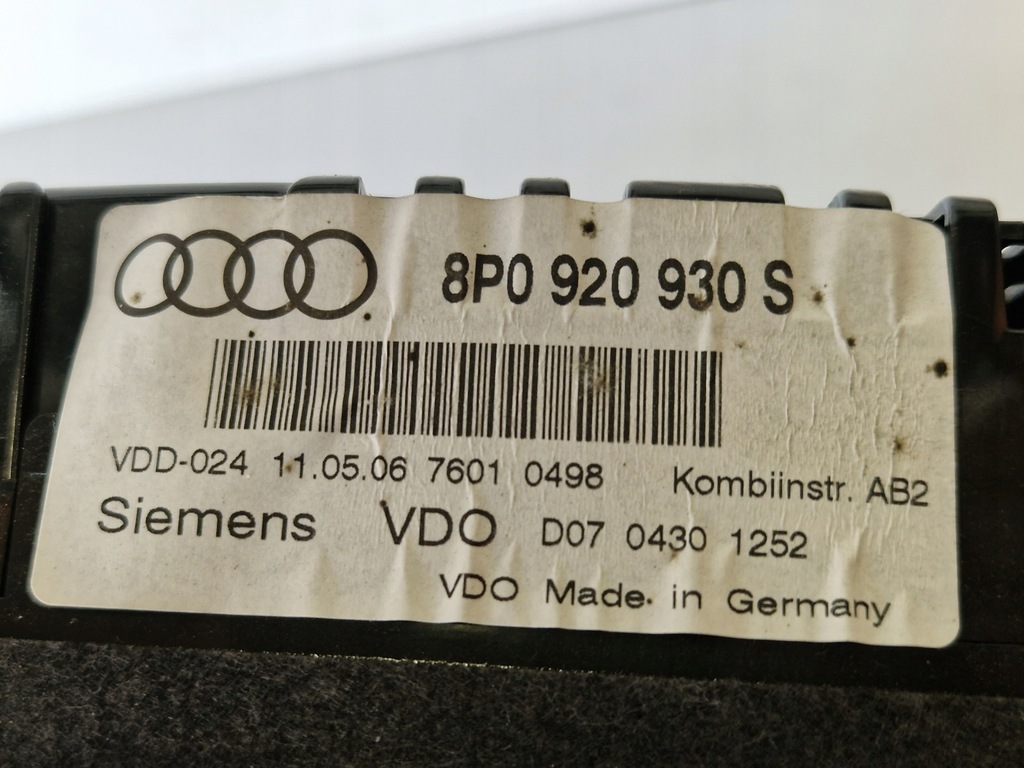 8P0 920 930 S
VDD-024 11.05.06 7601 0498 Kombiinstr. AB2
Siemens VDO D07 0430 1252
VDO Made in Germany